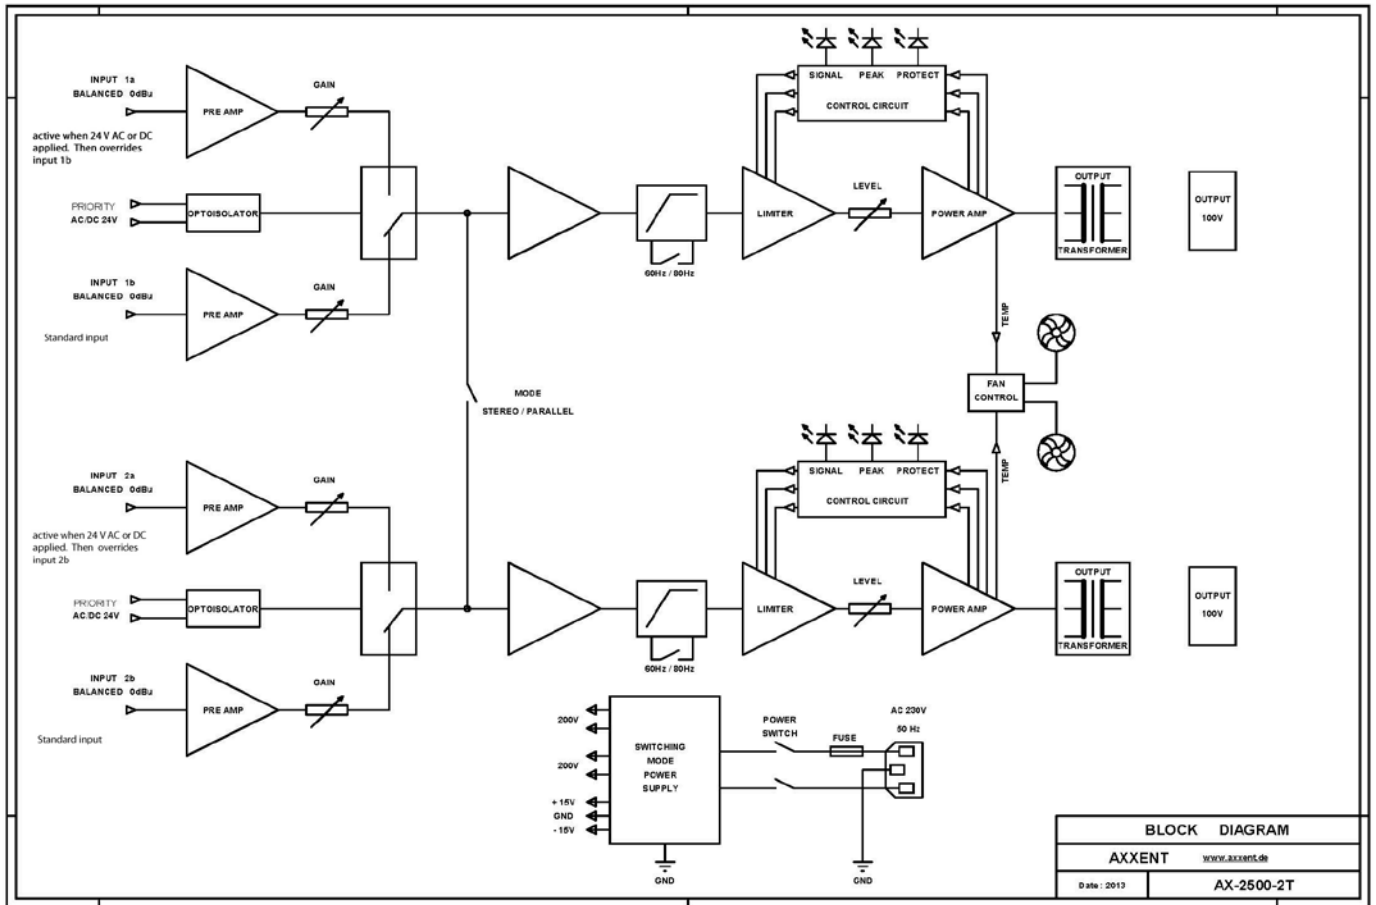 INPUT 1a
BALANCED 0dBu
active when 24 V AC or DC
applied. Then overrides
input 1b
PRE AMP
GAIN
PRIORITY
AC/DC 24V
OPTOISOLATOR
INPUT 1b
BALANCED 0dBu
Standard input
PRE AMP
GAIN
60Hz / 80Hz
SIGNAL PEAK PROTECT
CONTROL CIRCUIT
LIMITER
LEVEL
POWER AMP
OUTPUT
TRANSFORMER
OUTPUT
100V
TEMP
FAN
CONTROL
TEMP
MODE
STEREO / PARALLEL
INPUT 2a
BALANCED 0dBu
active when 24 V AC or DC
applied. Then overrides
input 2b
PRE AMP
GAIN
PRIORITY
AC/DC 24V
OPTOISOLATOR
INPUT 2b
BALANCED 0dBu
Standard input
PRE AMP
GAIN
60Hz / 80Hz
SIGNAL PEAK PROTECT
CONTROL CIRCUIT
LIMITER
LEVEL
POWER AMP
OUTPUT
TRANSFORMER
OUTPUT
100V
200V
200V
+ 15V
GND
- 15V
SWITCHING
MODE
POWER
SUPPLY
GND
POWER
SWITCH
FUSE
AC 230V
50 Hz
GND
BLOCK DIAGRAM
AXXENT www.axxent.de
Date : 2013 AX-2500-2T